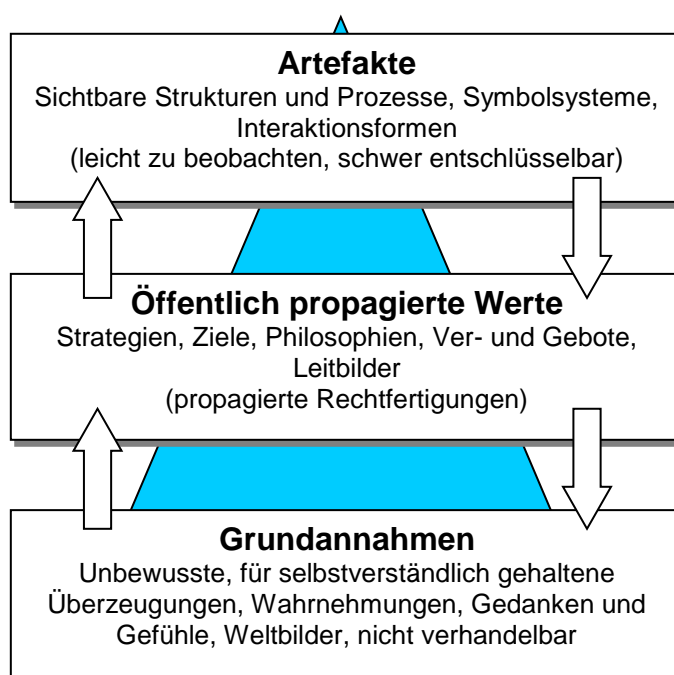 Artefakte
Sichtbare Strukturen und Prozesse, Symbolsysteme,
Interaktionsformen
(leicht zu beobachten, schwer entschlüsselbar)
Öffentlich propagierte Werte
Strategien, Ziele, Philosophien, Ver- und Gebote,
Leitbilder
(propagierte Rechtfertigungen)
Grundannahmen
Unbewusste, für selbstverständlich gehaltene
Überzeugungen, Wahrnehmungen, Gedanken und
Gefühle, Weltbilder, nicht verhandelbar